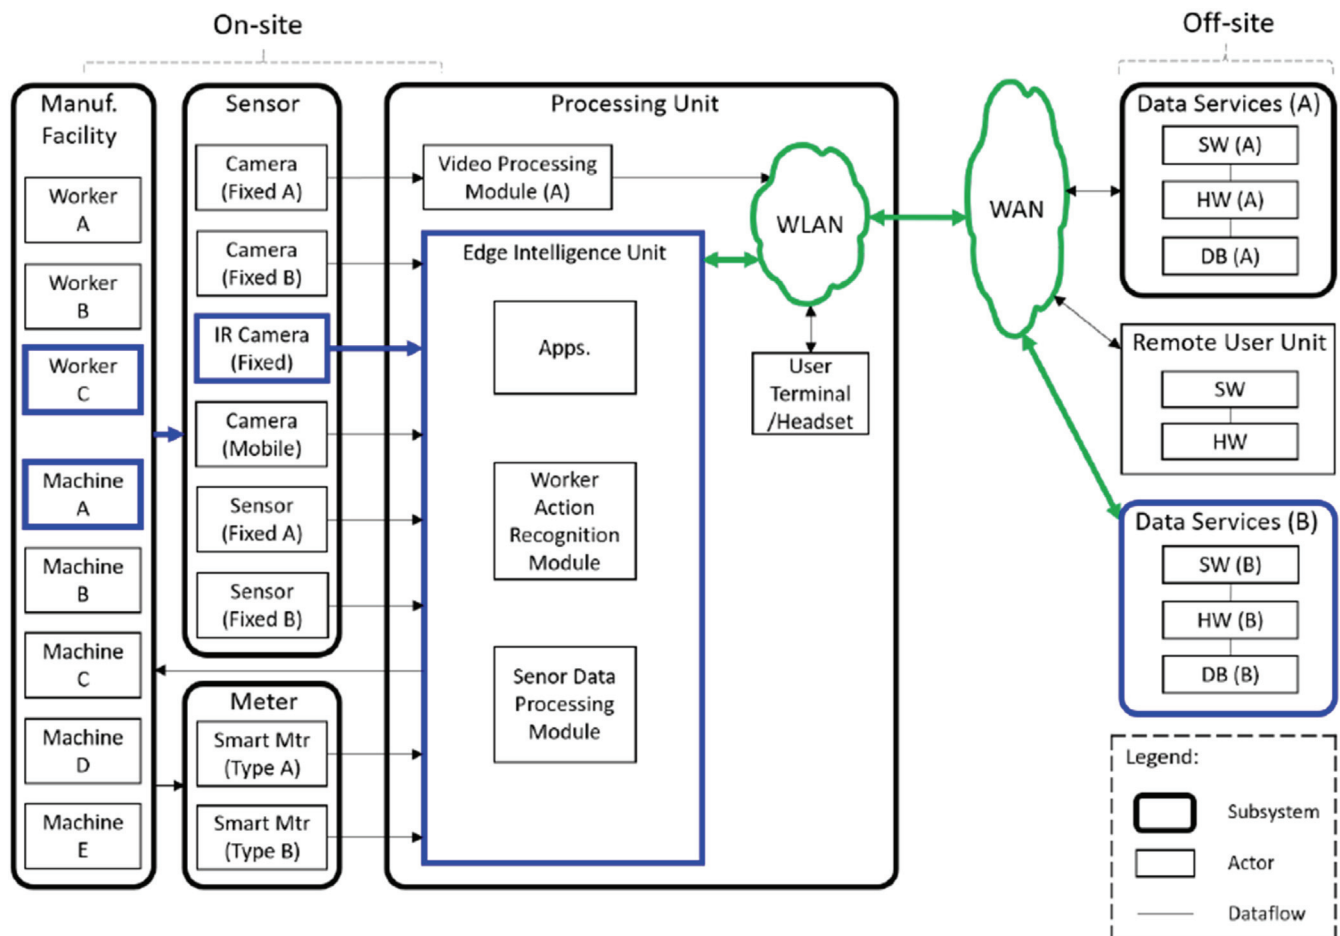 On-site
Off-site
Manuf.
Facility
Worker
A
Worker
B
Worker
C
Machine
A
Machine
B
Machine
C
Machine
D
Machine
E
Sensor
Camera
(Fixed A)
Camera
(Fixed B)
IR Camera
(Fixed)
Camera
(Mobile)
Sensor
(Fixed A)
Sensor
(Fixed B)
Meter
Smart Mtr
(Type A)
Smart Mtr
(Type B)
Processing Unit
Video Processing
Module (A)
Edge Intelligence Unit
Apps.
Worker
Action
Recognition
Module
Senor Data
Processing
Module
WLAN
User
Terminal
/Headset
WAN
Data Services (A)
SW (A)
HW (A)
DB (A)
Remote User Unit
SW
HW
Data Services (B)
SW (B)
HW (B)
DB (B)
Legend:
Subsystem
Actor
Dataflow